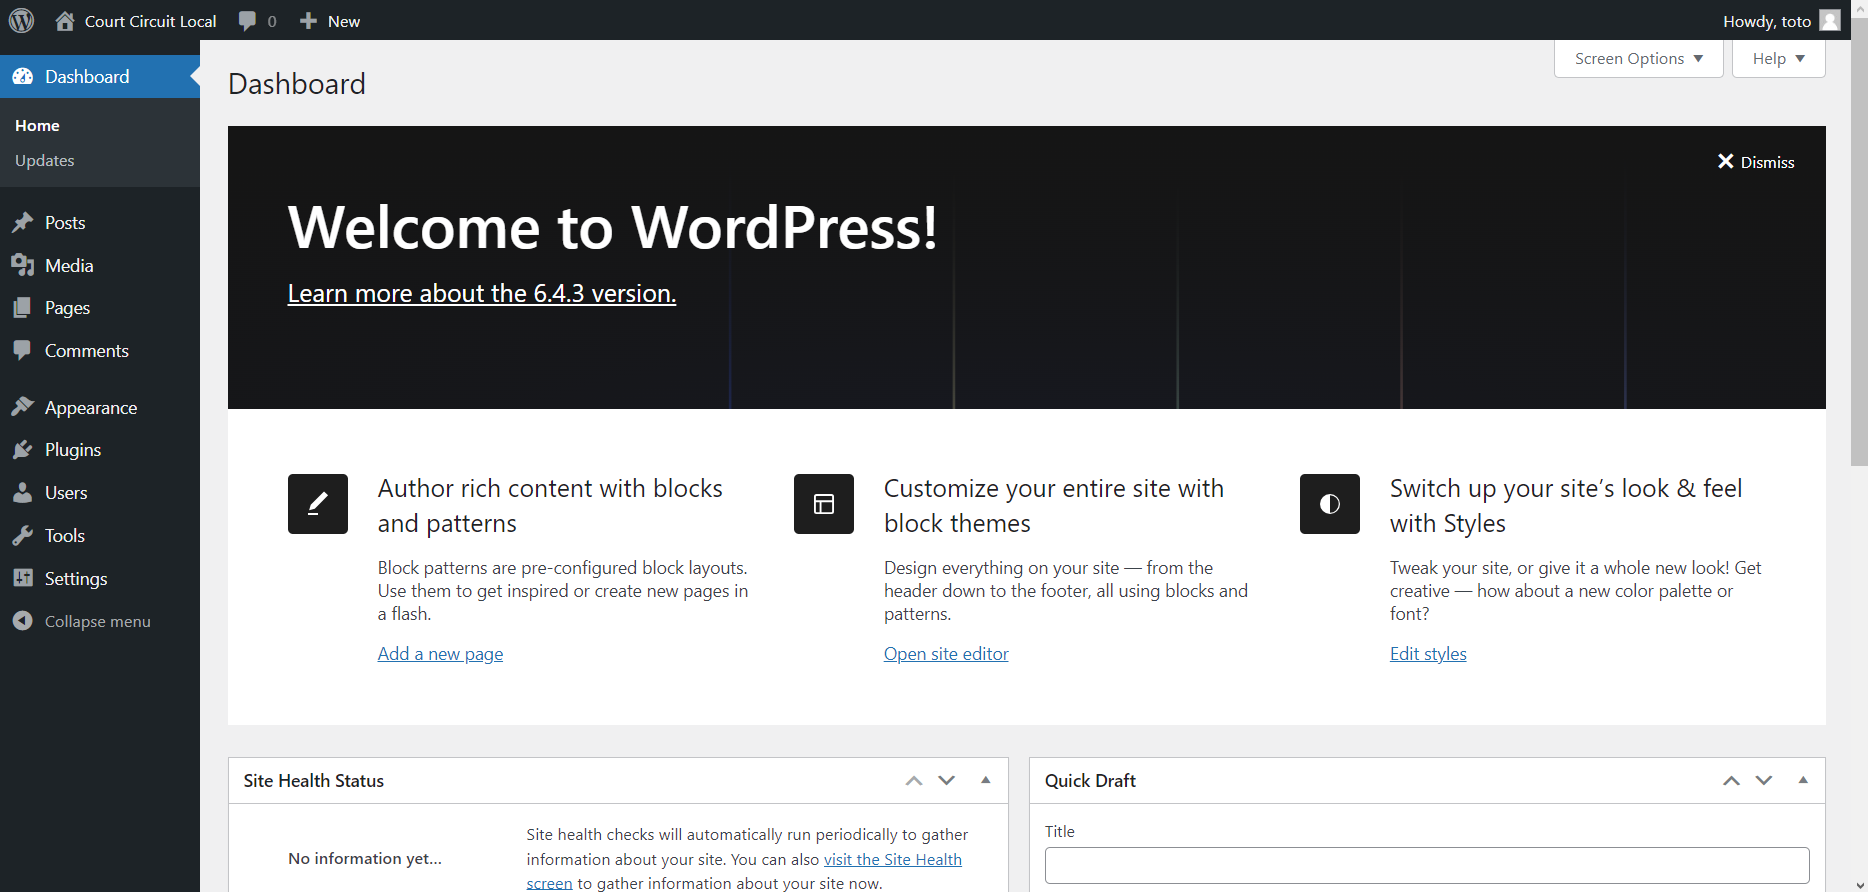 Court Circuit Local
0
New
Howdy, toto
Screen Options
Help
Dashboard
Home
Updates
Posts
Media
Pages
Comments
Appearance
Plugins
Users
Tools
Settings
Collapse menu
Dashboard
Dismiss
Welcome to WordPress!
Learn more about the 6.4.3 version.
Author rich content with blocks
and patterns
Block patterns are pre-configured block layouts.
Use them to get inspired or create new pages in
a flash.
Add a new page
Customize your entire site with
block themes
Design everything on your site — from the
header down to the footer, all using blocks and
patterns.
Open site editor
Switch up your site’s look & feel
with Styles
Tweak your site, or give it a whole new look! Get
creative — how about a new color palette or
font?
Edit styles
Site Health Status
No information yet…
Site health checks will automatically run periodically to gather
information about your site. You can also visit the Site Health
screen to gather information about your site now.
Quick Draft
Title